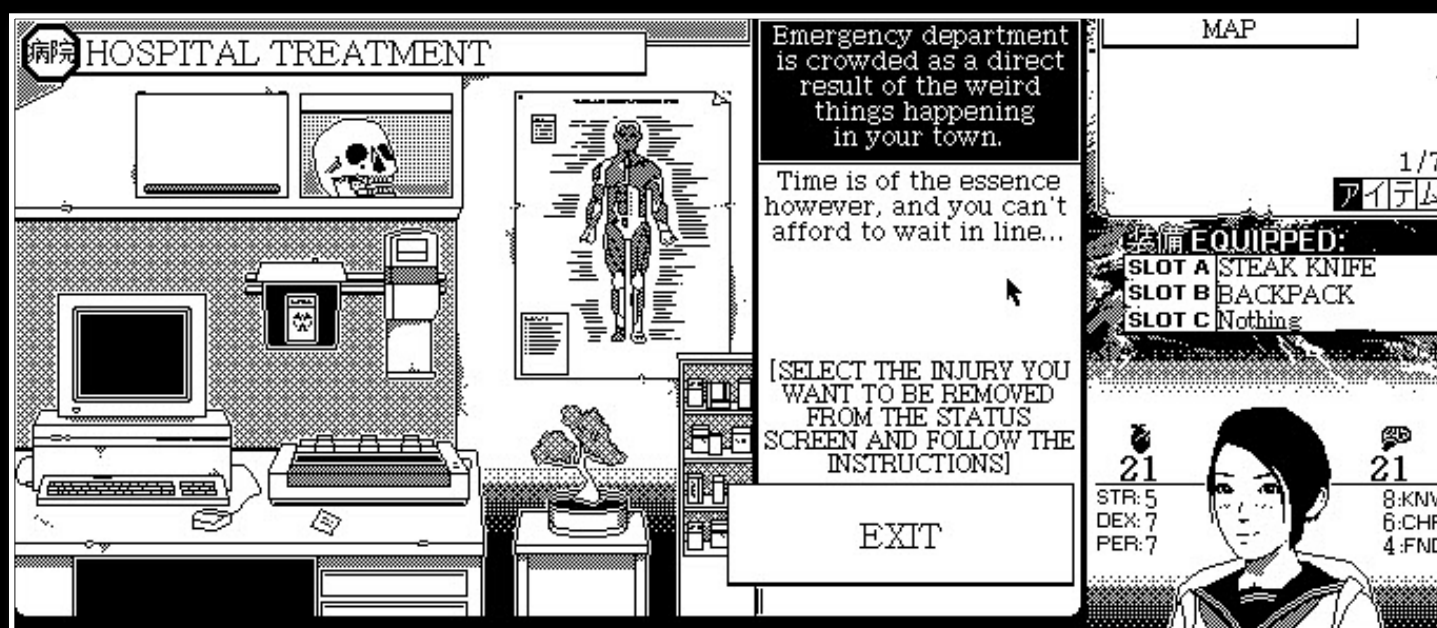 病院 HOSPITAL TREATMENT
Emergency department
is crowded as a direct
result of the weird
things happening
in your town.
Time is of the essence
however, and you can't
afford to wait in line...
[SELECT THE INJURY YOU
WANT TO BE REMOVED
FROM THE STATUS
SCREEN AND FOLLOW THE
INSTRUCTIONS]
EXIT
MAP
1/7
アイテム
装備 EQUIPPED:
SLOT A STEAK KNIFE
SLOT B BACKPACK
SLOT C Nothing
21
STR:5
DEX:7
PER:7
21
8:KNW
6:CHR
4:FND